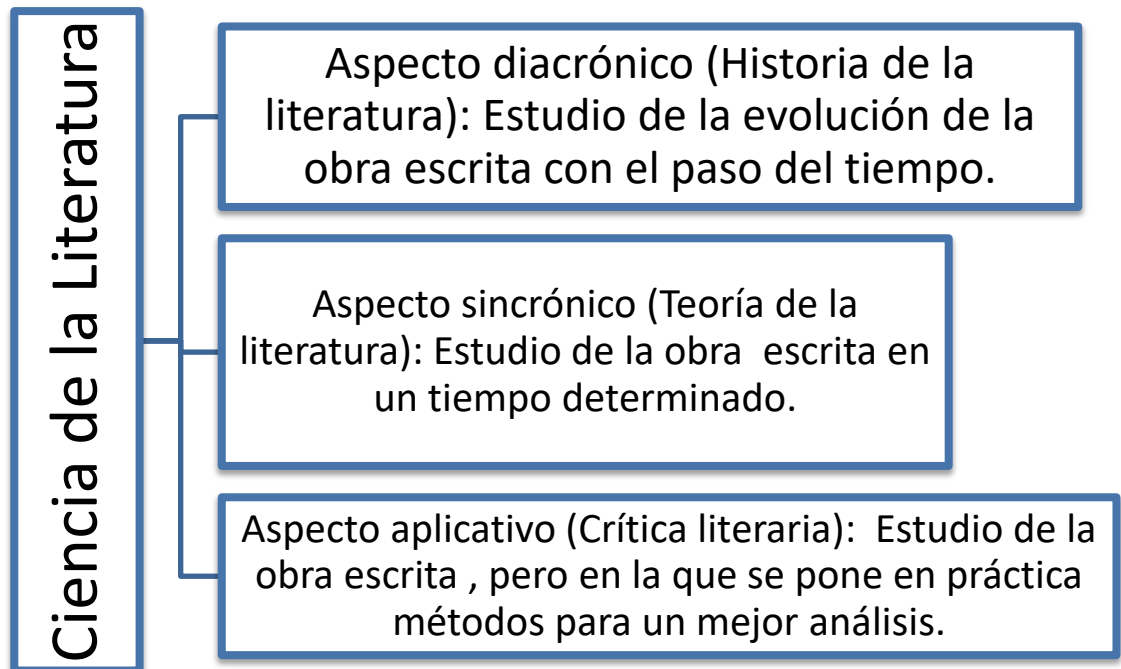 Ciencia de la Literatura
Aspecto diacrónico (Historia de la
literatura): Estudio de la evolución de la
obra escrita con el paso del tiempo.
Aspecto sincrónico (Teoría de la
literatura): Estudio de la obra  escrita en
un tiempo determinado.
Aspecto aplicativo (Crítica literaria):  Estudio de la
obra escrita , pero en la que se pone en práctica
métodos para un mejor análisis.